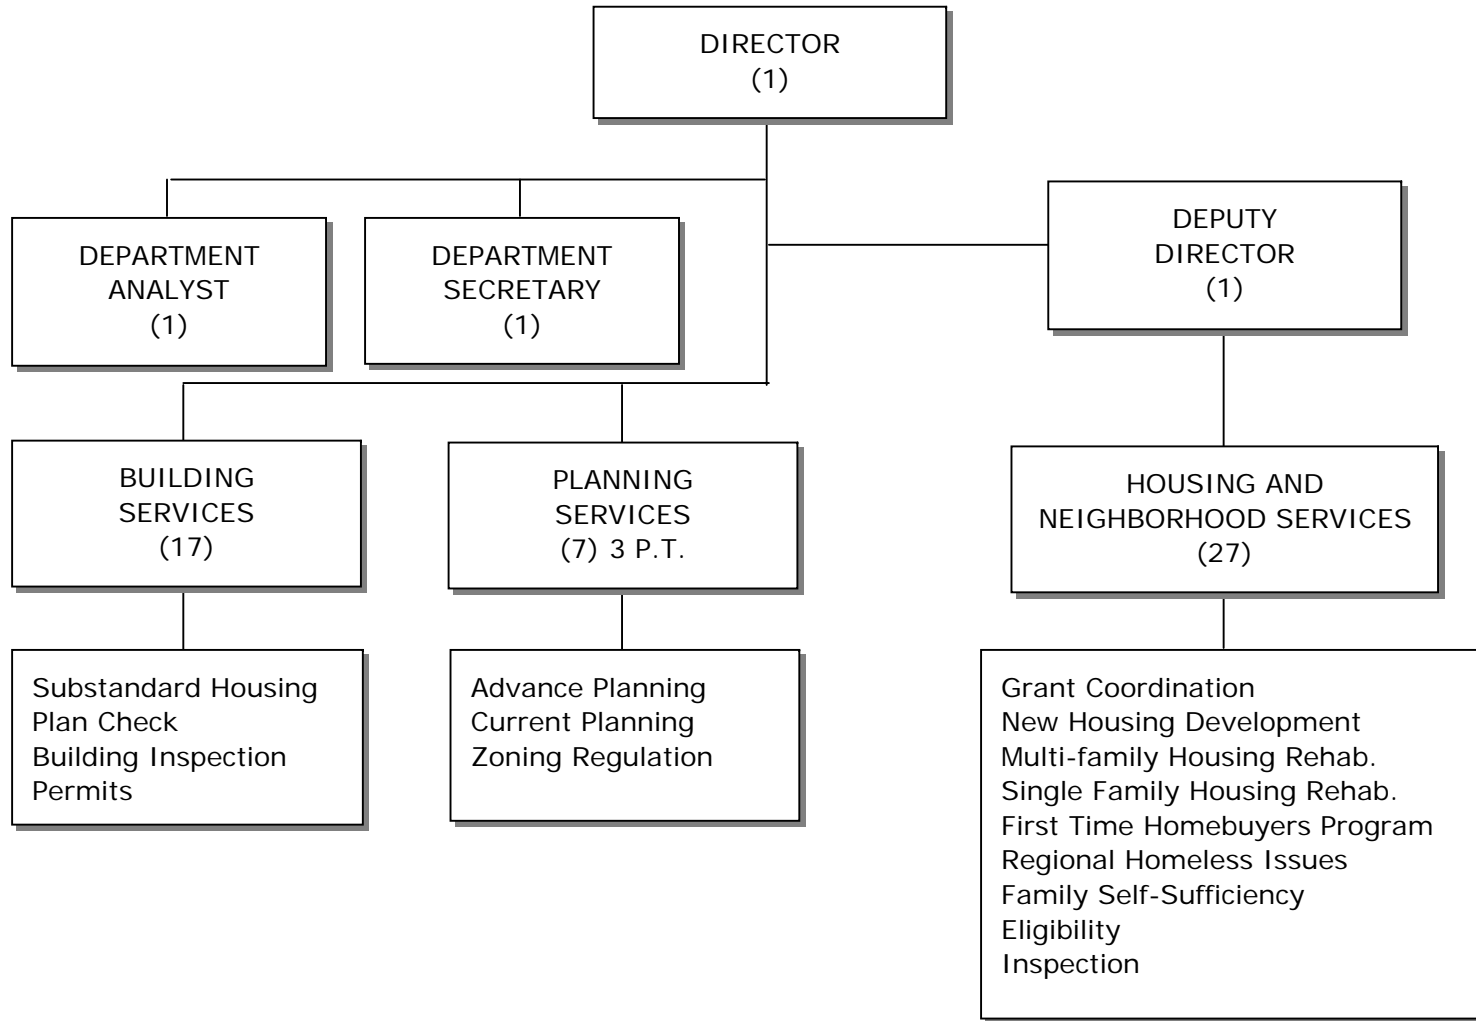 DIRECTOR
(1)
DEPARTMENT
ANALYST
(1)
DEPARTMENT
SECRETARY
(1)
DEPUTY
DIRECTOR
(1)
BUILDING
SERVICES
(17)
PLANNING
SERVICES
(7) 3 P.T.
HOUSING AND
NEIGHBORHOOD SERVICES
(27)
Substandard Housing
Plan Check
Building Inspection
Permits
Advance Planning
Current Planning
Zoning Regulation
Grant Coordination
New Housing Development
Multi-family Housing Rehab.
Single Family Housing Rehab.
First Time Homebuyers Program
Regional Homeless Issues
Family Self-Sufficiency
Eligibility
Inspection